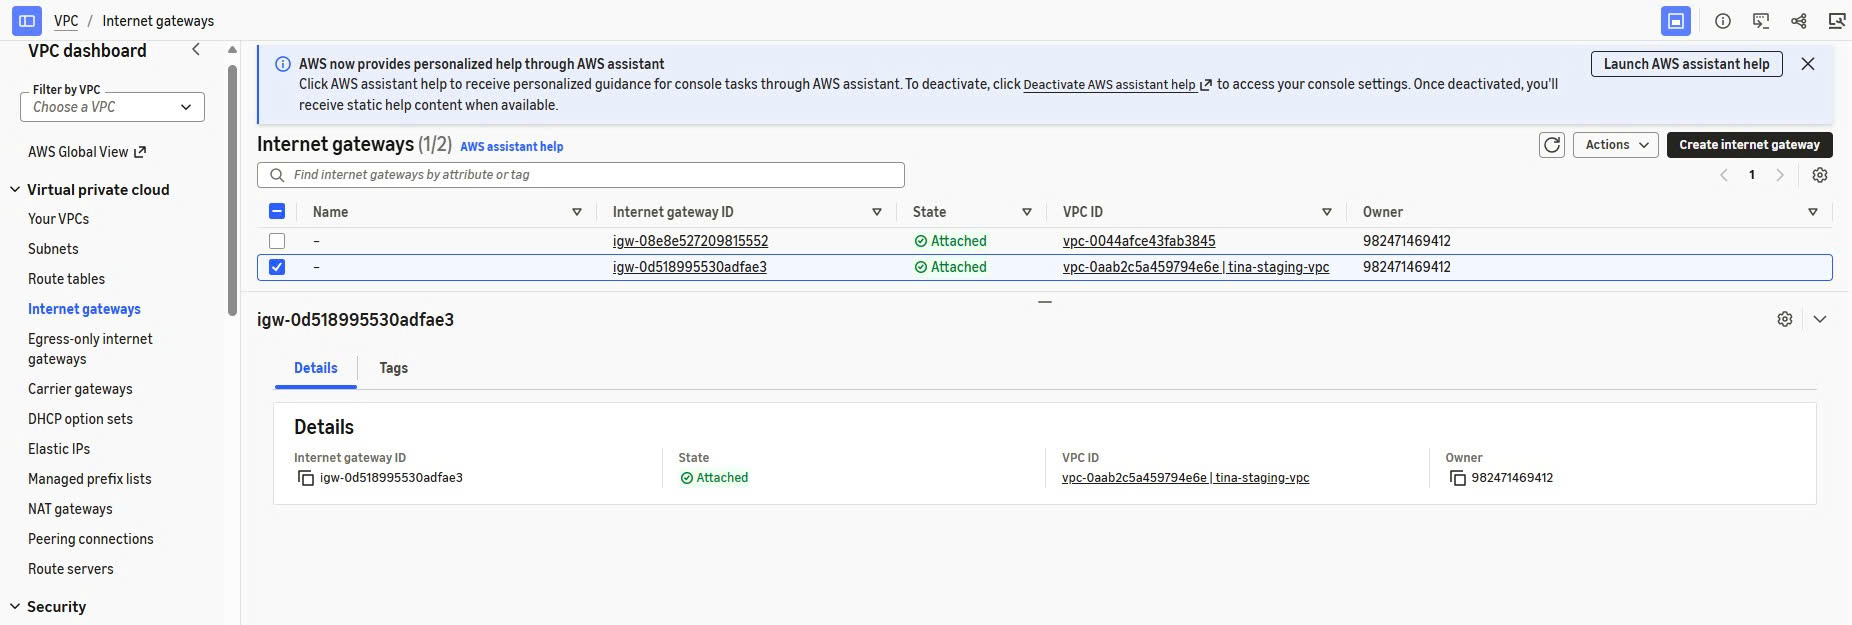 VPC / Internet gateways
VPC dashboard
Filter by VPC
Choose a VPC
AWS Global View
Virtual private cloud
Your VPCs
Subnets
Route tables
Internet gateways
Egress-only internet
gateways
Carrier gateways
DHCP option sets
Elastic IPs
Managed prefix lists
NAT gateways
Peering connections
Route servers
Security
AWS now provides personalized help through AWS assistant
Click AWS assistant help to receive personalized guidance for console tasks through AWS assistant. To deactivate, click Deactivate AWS assistant help to access your console settings. Once deactivated, you'll
receive static help content when available.
Launch AWS assistant help
Internet gateways (1/2) AWS assistant help
Actions
Create internet gateway
Find internet gateways by attribute or tag
1
Name Internet gateway ID State VPC ID Owner
– igw-08e8e527209815552 Attached vpc-0044afce43fab3845 982471469412
– igw-0d518995530adfae3 Attached vpc-0aab2c5a459794e6e | tina-staging-vpc 982471469412
igw-0d518995530adfae3
Details Tags
Details
Internet gateway ID State VPC ID Owner
igw-0d518995530adfae3 Attached vpc-0aab2c5a459794e6e | tina-staging-vpc 982471469412